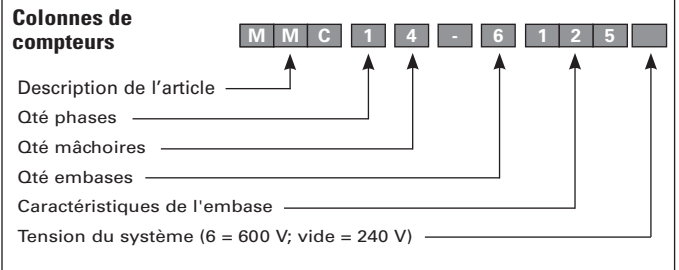 Colonnes de
compteurs
M M C 1 4 - 6 1 2 5
Description de l'article
Qté phases
Qté mâchoires
Qté embases
Caractéristiques de l'embase
Tension du système (6 = 600 V; vide = 240 V)